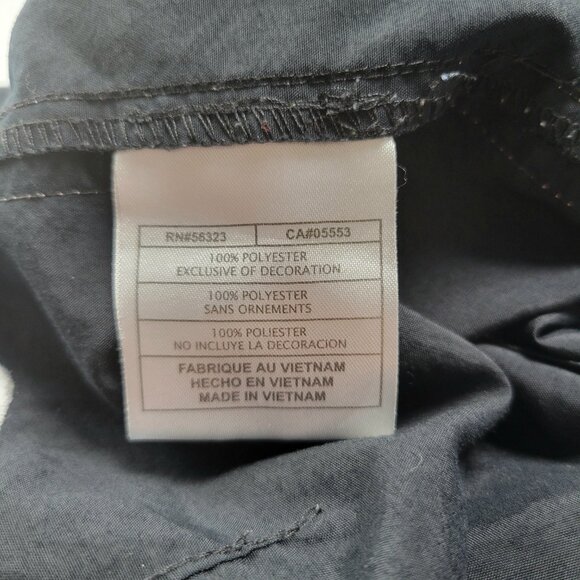 RN#56323 CA#05553
100% POLYESTER
EXCLUSIVE OF DECORATION
100% POLYESTER
SANS ORNEMENTS
100% POLIESTER
NO INCLUYE LA DECORACION
FABRIQUE AU VIETNAM
HECHO EN VIETNAM
MADE IN VIETNAM